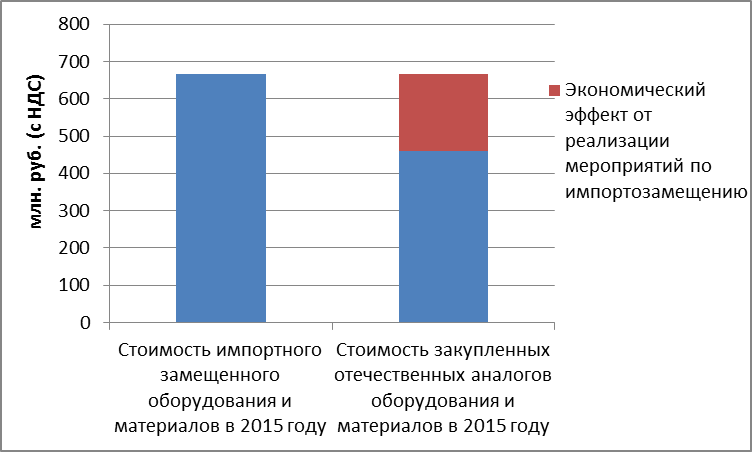 млн. руб. (с НДС)
800
700
600
500
400
300
200
100
0
Стоимость импортного
замещенного
оборудования и
материалов в 2015 году
Стоимость закупленных
отечественных аналогов
оборудования и
материалов в 2015 году
Экономический
эффект от
реализации
мероприятий по
импортозамещению